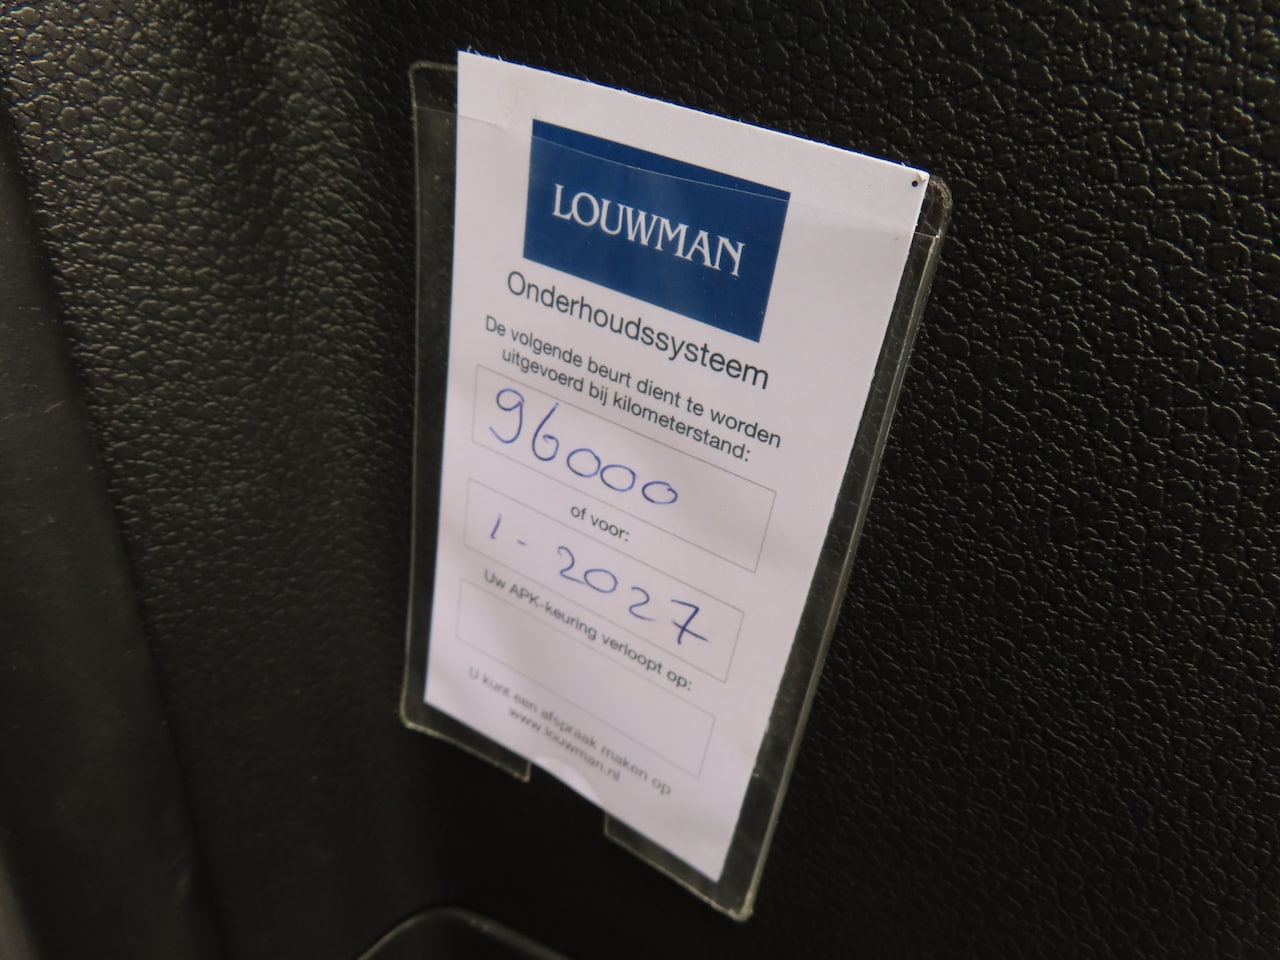 LOUWMAN
Onderhoudssysteem
De volgende beurt dient te worden
uitgevoerd bij kilometerstand:
96000
of voor:
1-2027
Uw APK-keuring verloopt op:
U kunt een afspraak maken op
www.louwman.nl